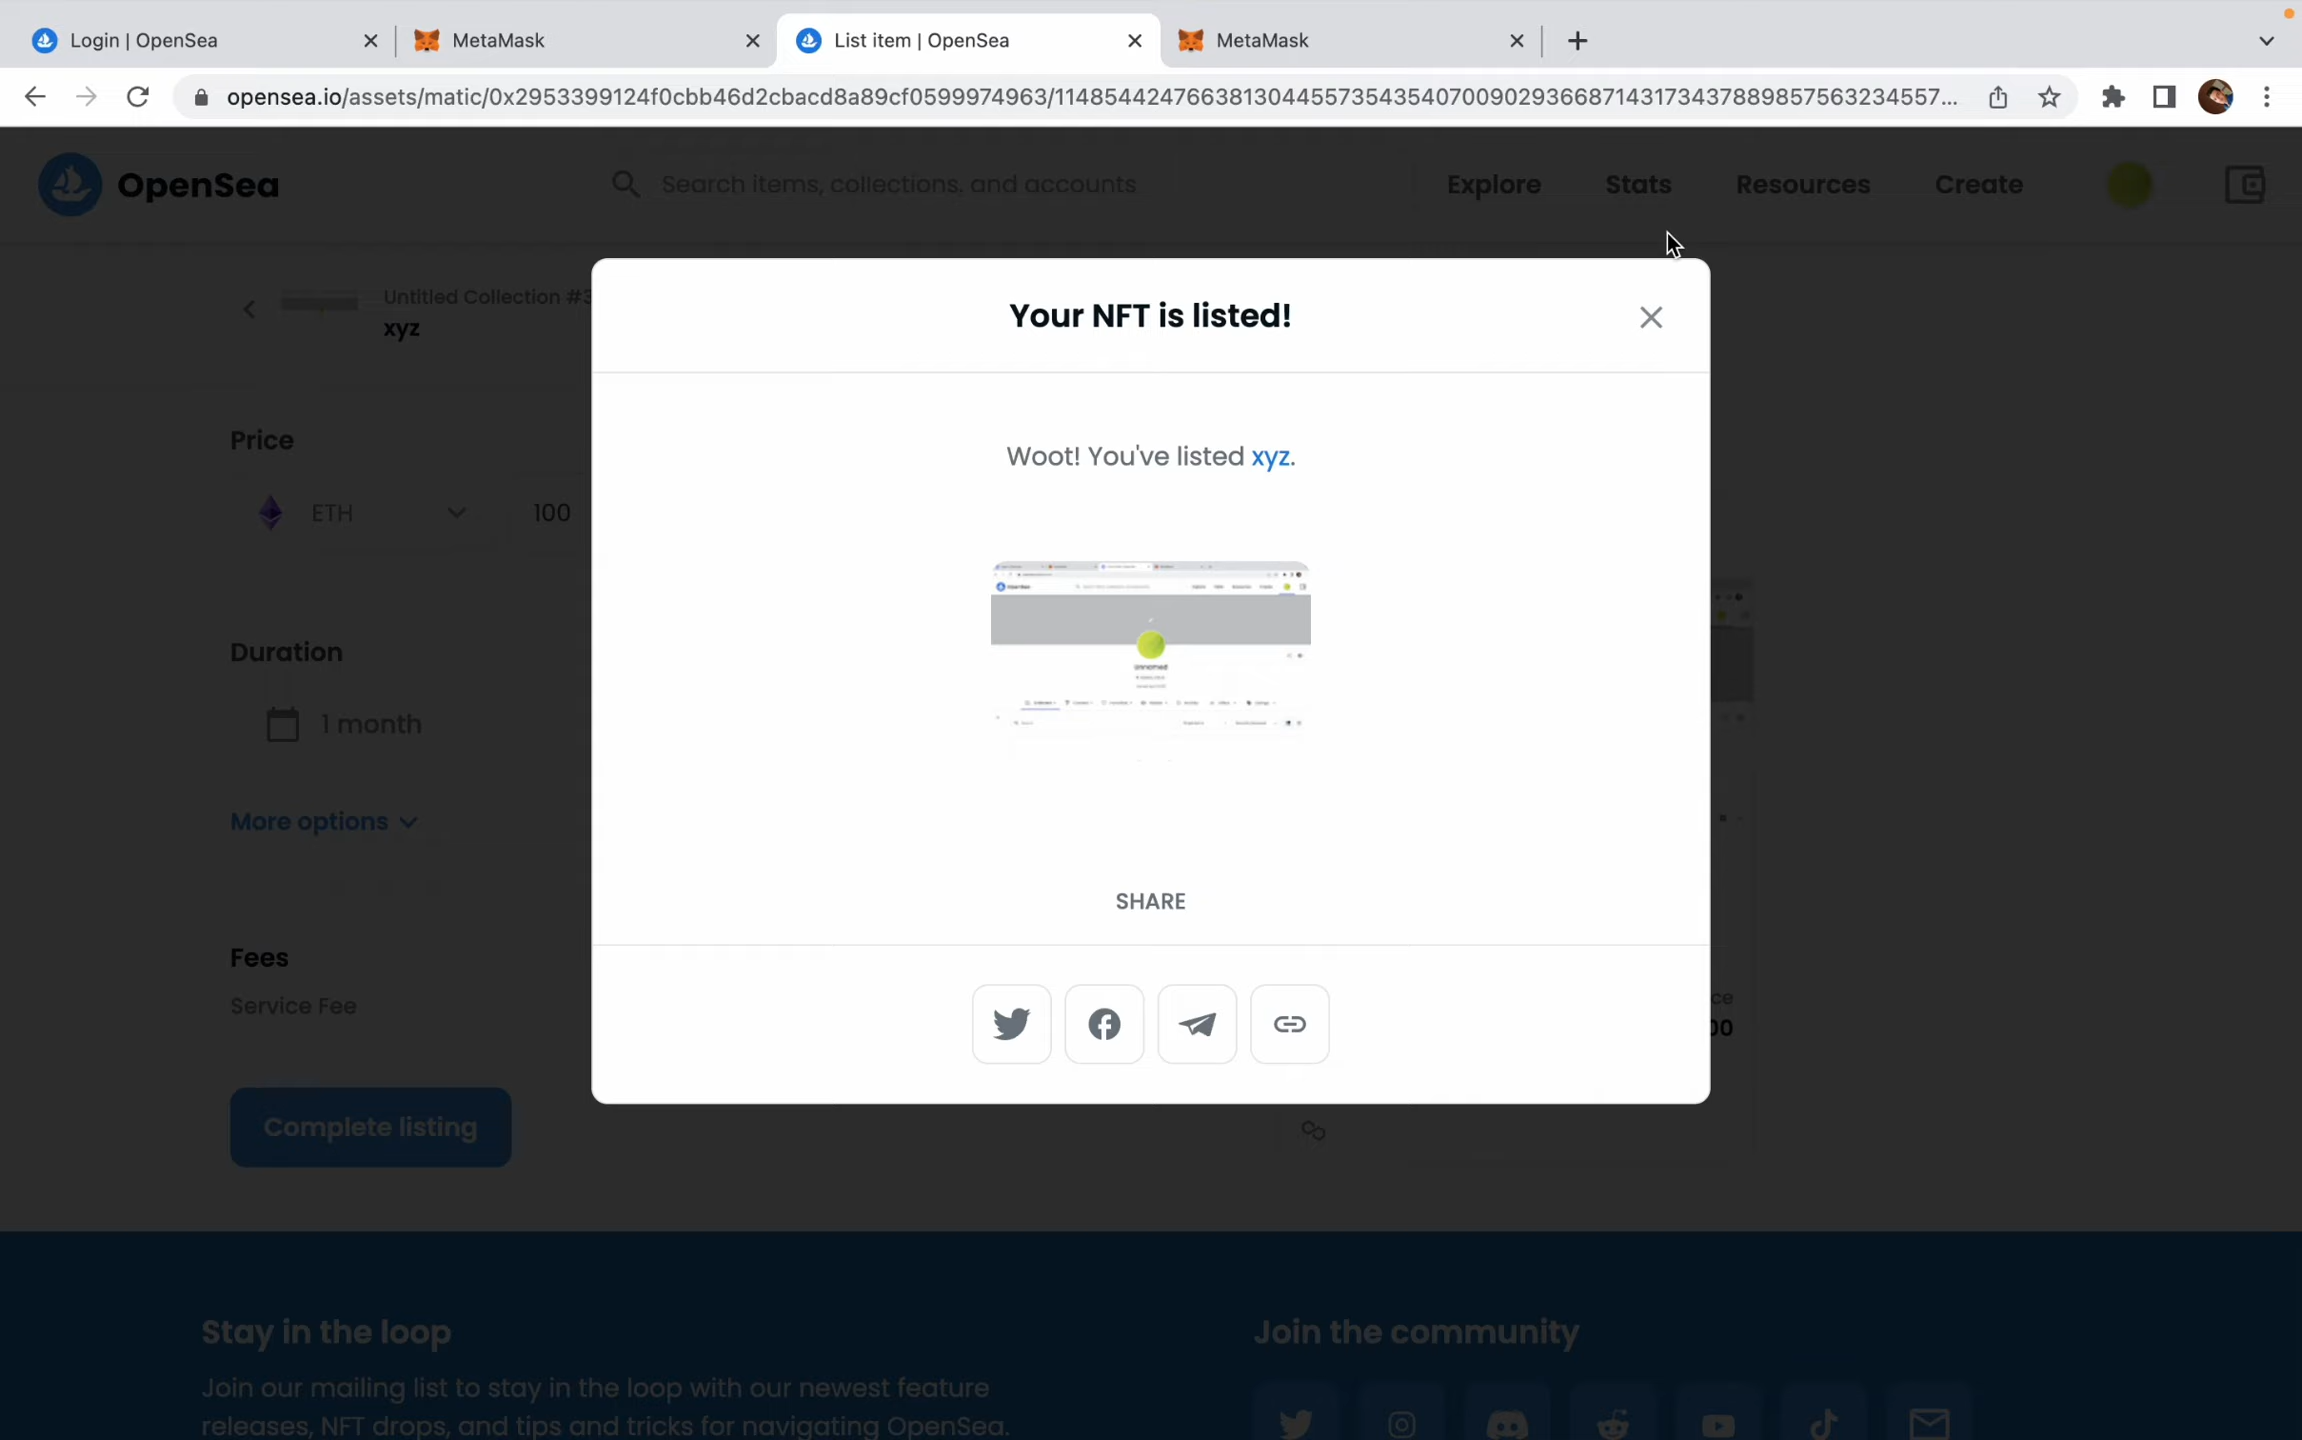 Login | OpenSea
MetaMask
List item | OpenSea
MetaMask
opensea.io/assets/matic/0x2953399124f0cbb46d2cbacd8a89cf0599974963/114854424766381304455735435407009029366871431734378898575632345​57...
OpenSea
Search items, collections, and accounts
Explore
Stats
Resources
Create
Untitled Collection #3
xyz
Your NFT is listed!
Woot! You've listed xyz.
Price
ETH
100
Duration
1 month
More options
SHARE
Fees
Service Fee
Complete listing
Stay in the loop
Join our mailing list to stay in the loop with our newest feature
releases, NFT drops, and tips and tricks for navigating OpenSea.
Join the community